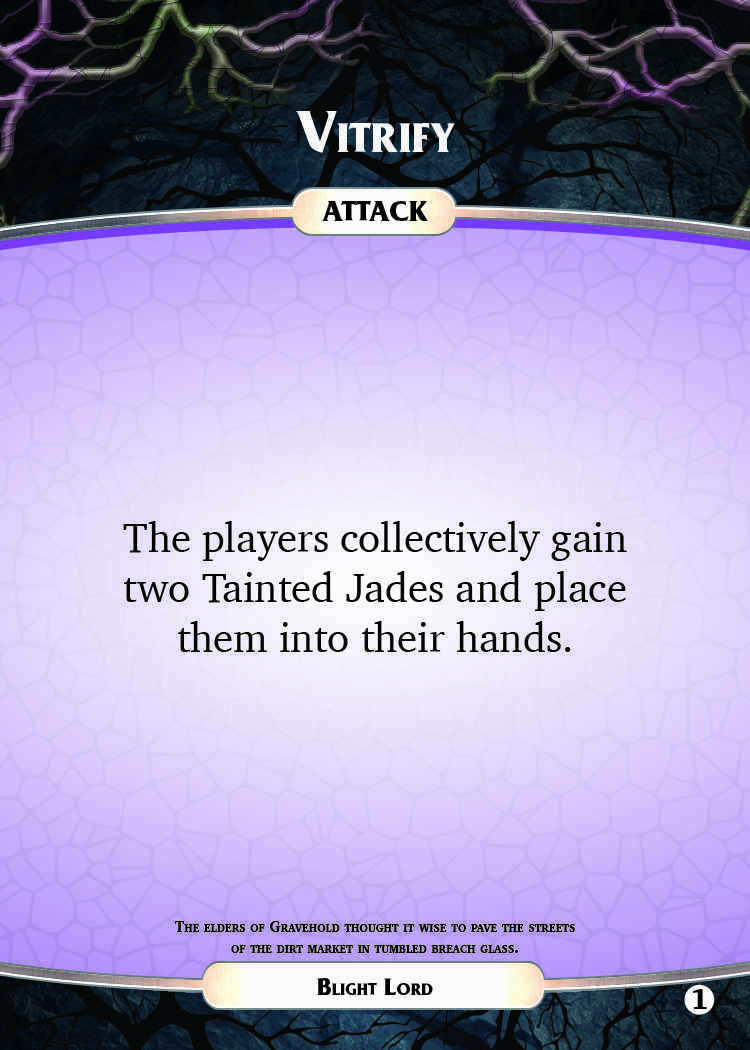 Vitrify
ATTACK
The players collectively gain
two Tainted Jades and place
them into their hands.
The elders of Gravehold thought it wise to pave the streets
of the dirt market in tumbled breach glass.
Blight Lord
1